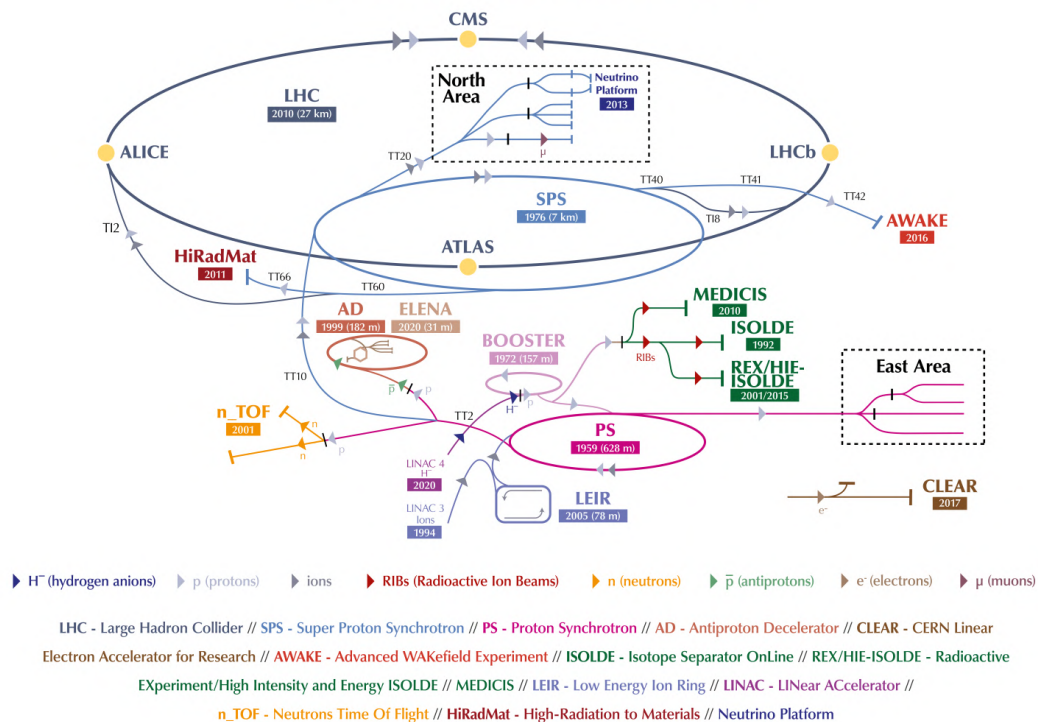 CMS
North
Area
Neutrino
Platform
2013
LHC
2010 (27 km)
μ
ALICE
LHCb
TT20
TT40
TT41
SPS
1976 (7 km)
TI8
TT42
AWAKE
2016
TI2
ATLAS
HiRadMat
2011
TT66
TT60
AD
1999 (182 m)
ELENA
2020 (31 m)
MEDICIS
2010
ISOLDE
1992
BOOSTER
1972 (157 m)
RIBs
REX/HIE-
ISOLDE
2001/2015
East Area
TT10
p̄
p
TT2
H⁻
p
n_TOF
2001
n
n
p
PS
1959 (628 m)
LINAC 4
H⁻
2020
LEIR
2005 (78 m)
LINAC 3
Ions
1994
CLEAR
2017
e⁻
H⁻ (hydrogen anions) p (protons) ions RIBs (Radioactive Ion Beams) n (neutrons) p̄ (antiprotons) e⁻ (electrons) μ (muons)
LHC - Large Hadron Collider // SPS - Super Proton Synchrotron // PS - Proton Synchrotron // AD - Antiproton Decelerator // CLEAR - CERN Linear
Electron Accelerator for Research // AWAKE - Advanced WAKefield Experiment // ISOLDE - Isotope Separator OnLine // REX/HIE-ISOLDE - Radioactive
EXperiment/High Intensity and Energy ISOLDE // MEDICIS // LEIR - Low Energy Ion Ring // LINAC - LINear ACcelerator //
n_TOF - Neutrons Time Of Flight // HiRadMat - High-Radiation to Materials // Neutrino Platform